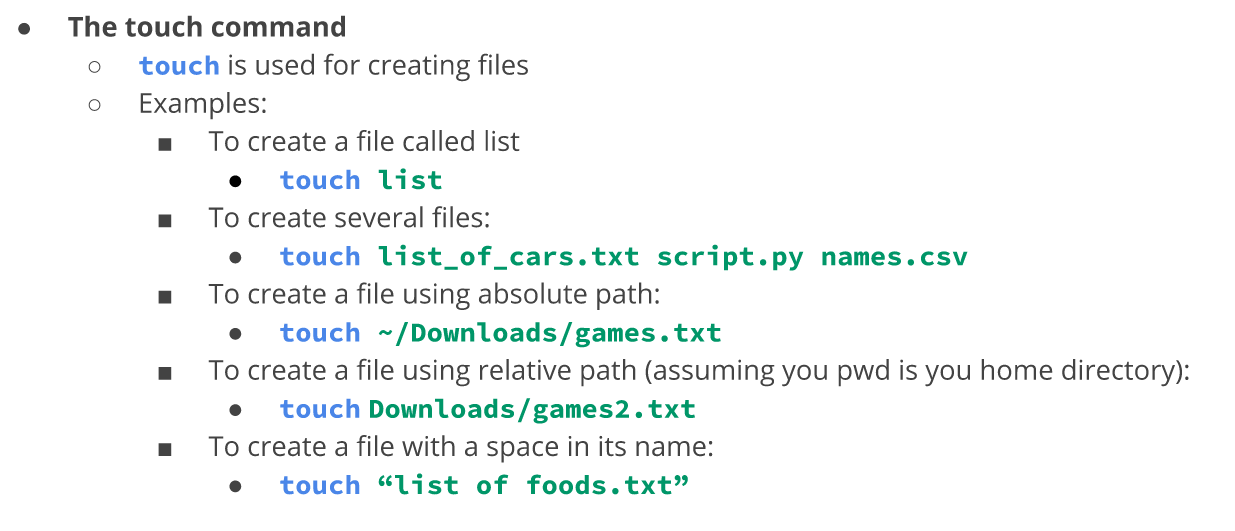 ● The touch command
○ touch is used for creating files
○ Examples:
■ To create a file called list
● touch list
■ To create several files:
● touch list_of_cars.txt script.py names.csv
■ To create a file using absolute path:
● touch ~/Downloads/games.txt
■ To create a file using relative path (assuming you pwd is you home directory):
● touch Downloads/games2.txt
■ To create a file with a space in its name:
● touch “list of foods.txt”